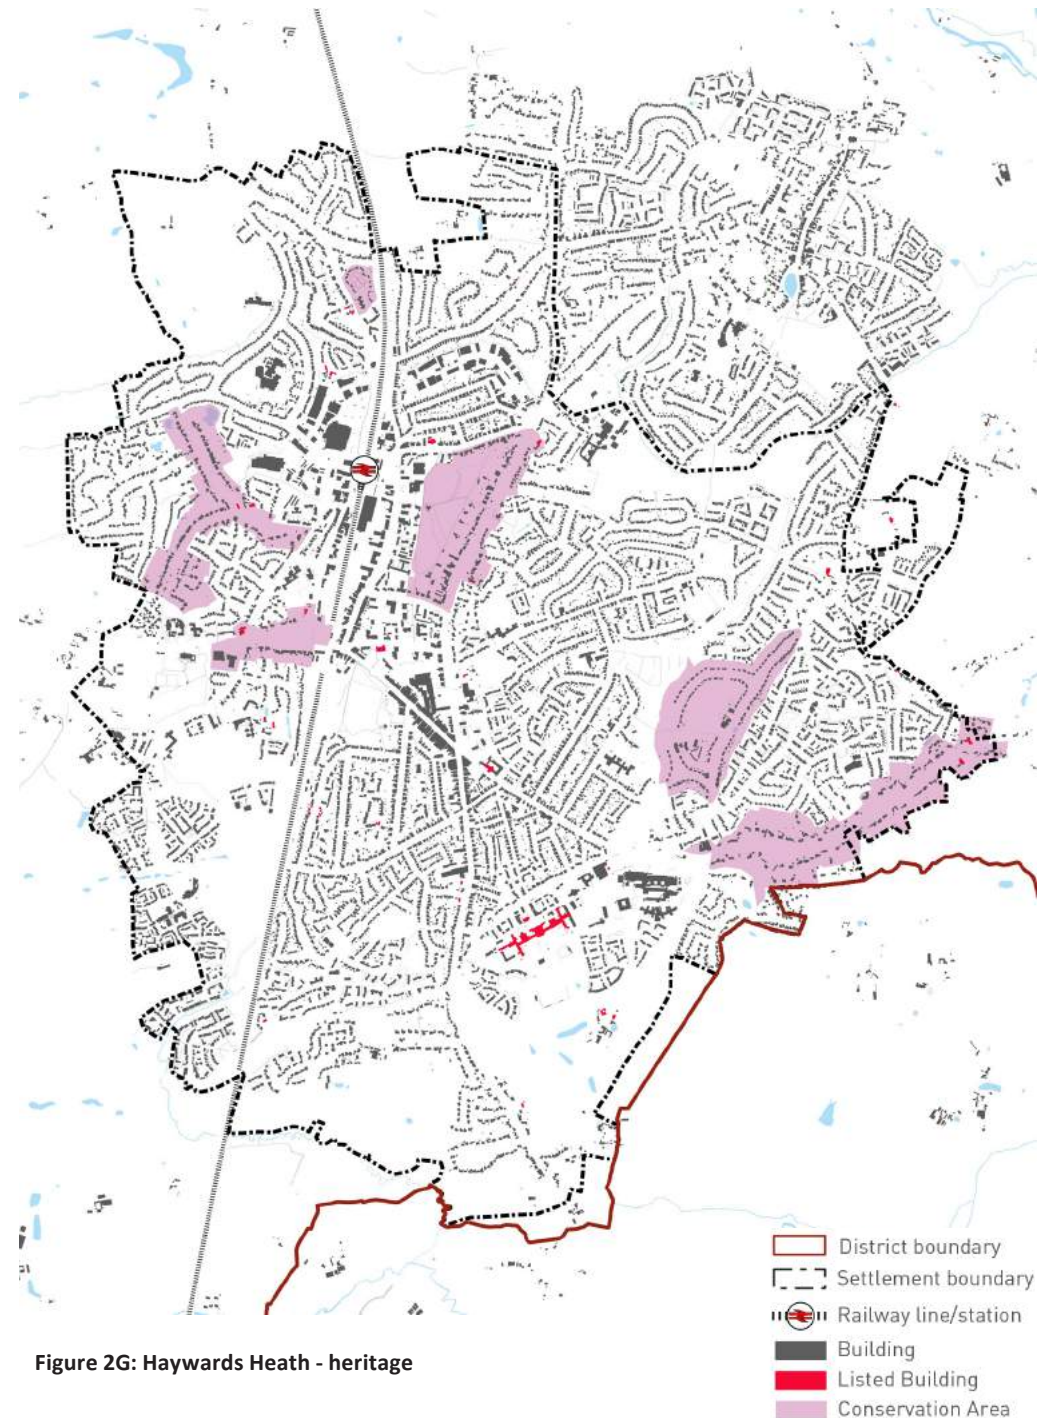 District boundary
Settlement boundary
Railway line/station
Building
Listed Building
Conservation Area
Figure 2G: Haywards Heath - heritage